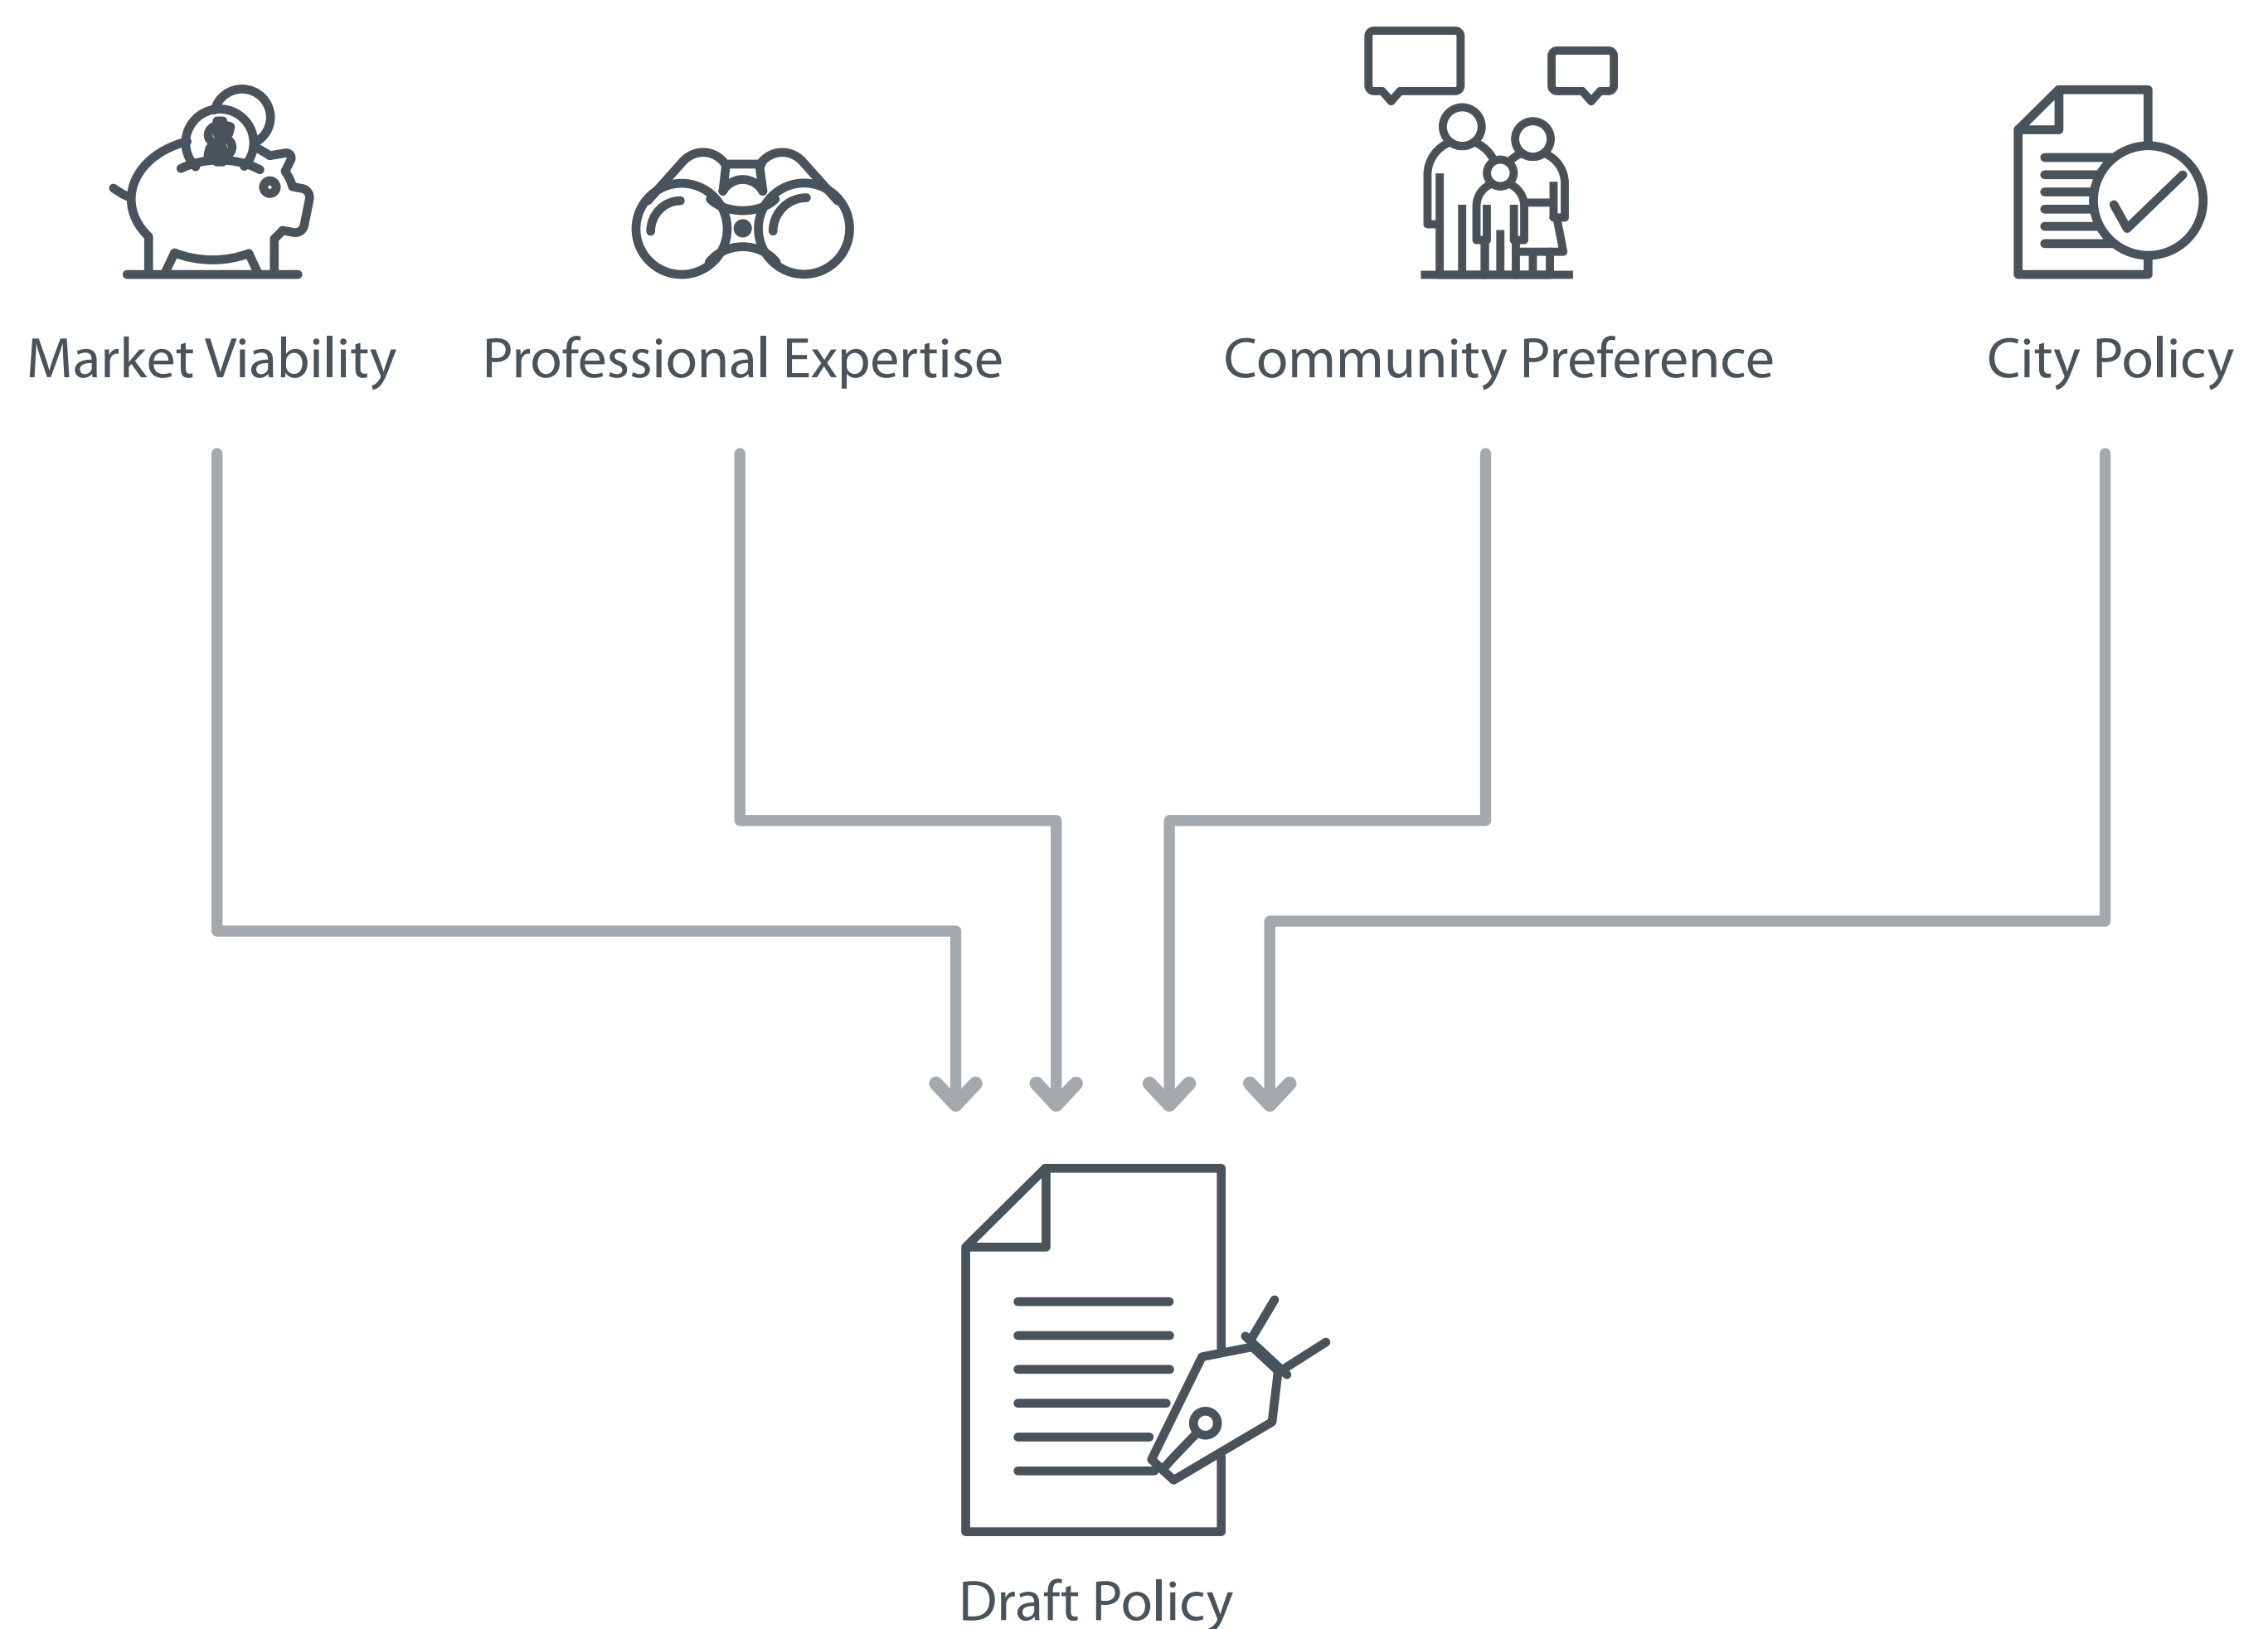 Market Viability
Professional Expertise
Community Preference
City Policy
Draft Policy